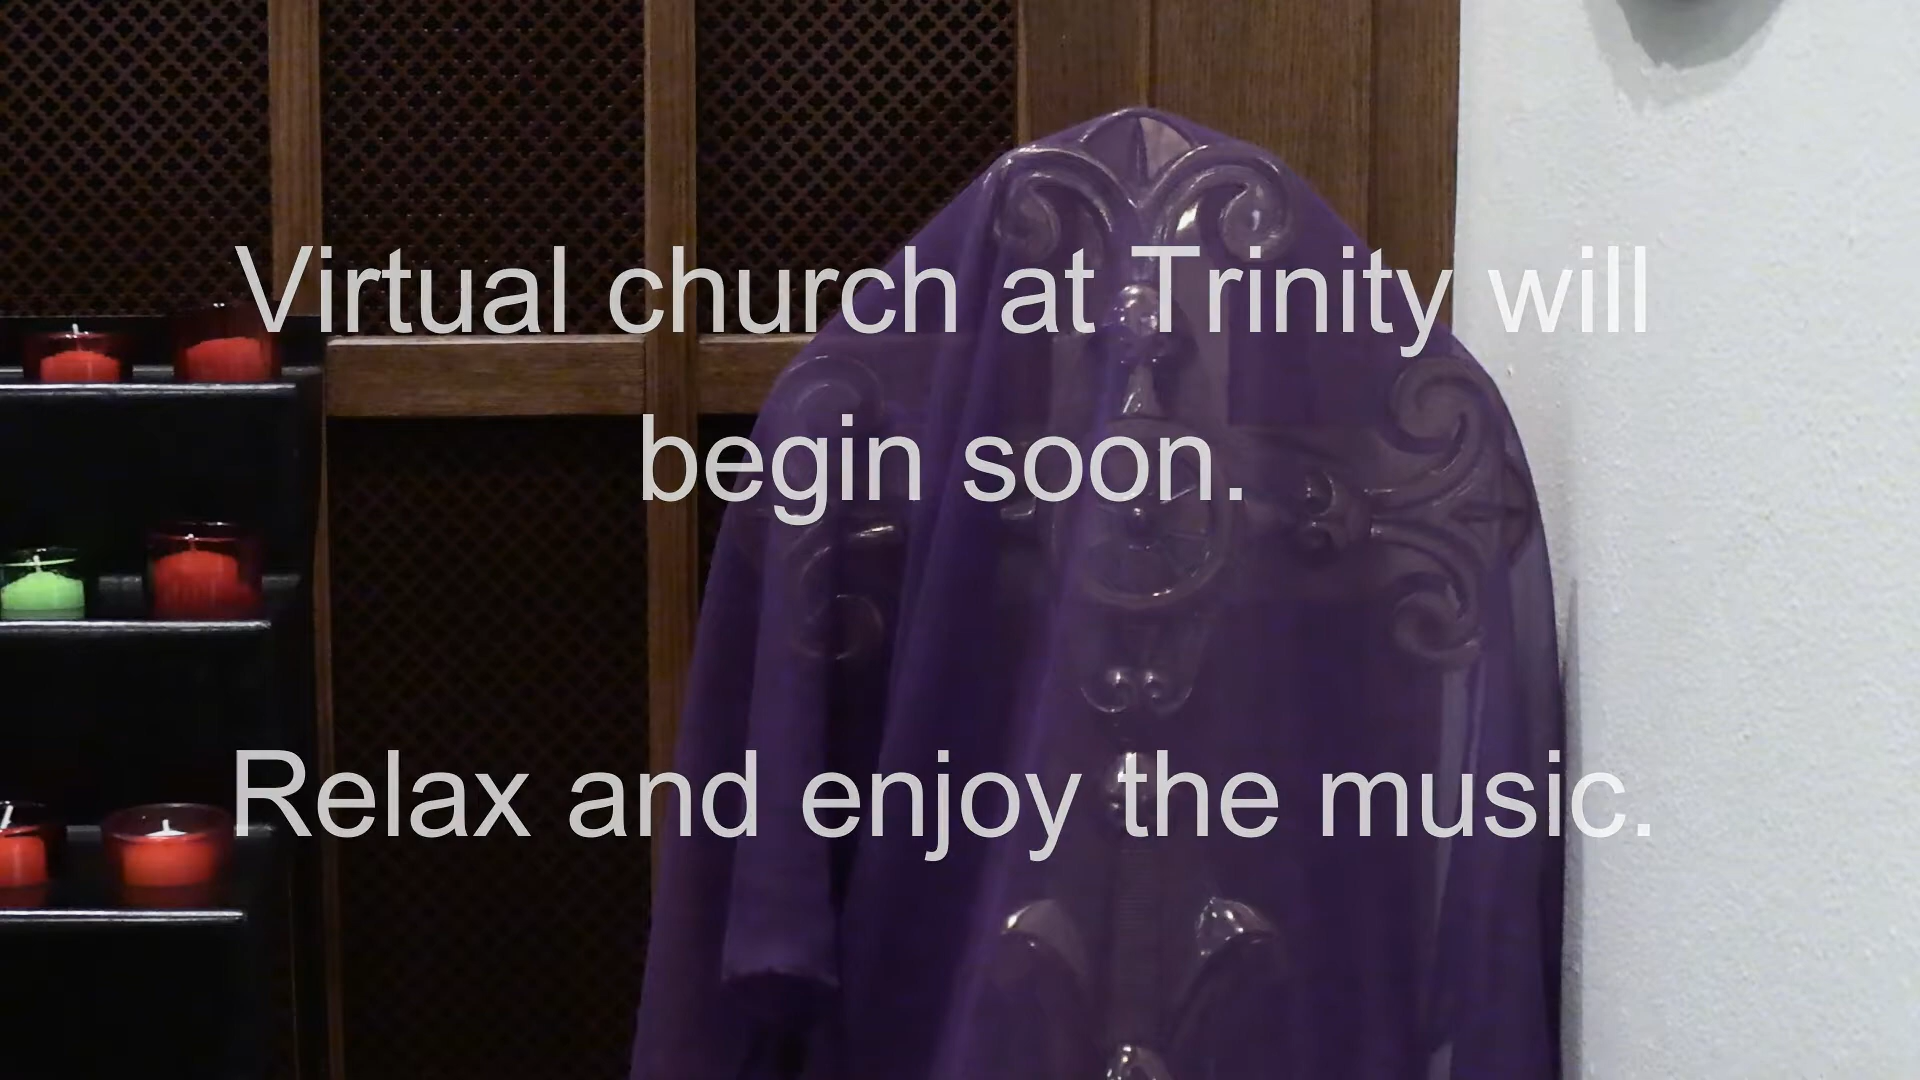 Virtual church at Trinity will
begin soon.
Relax and enjoy the music.